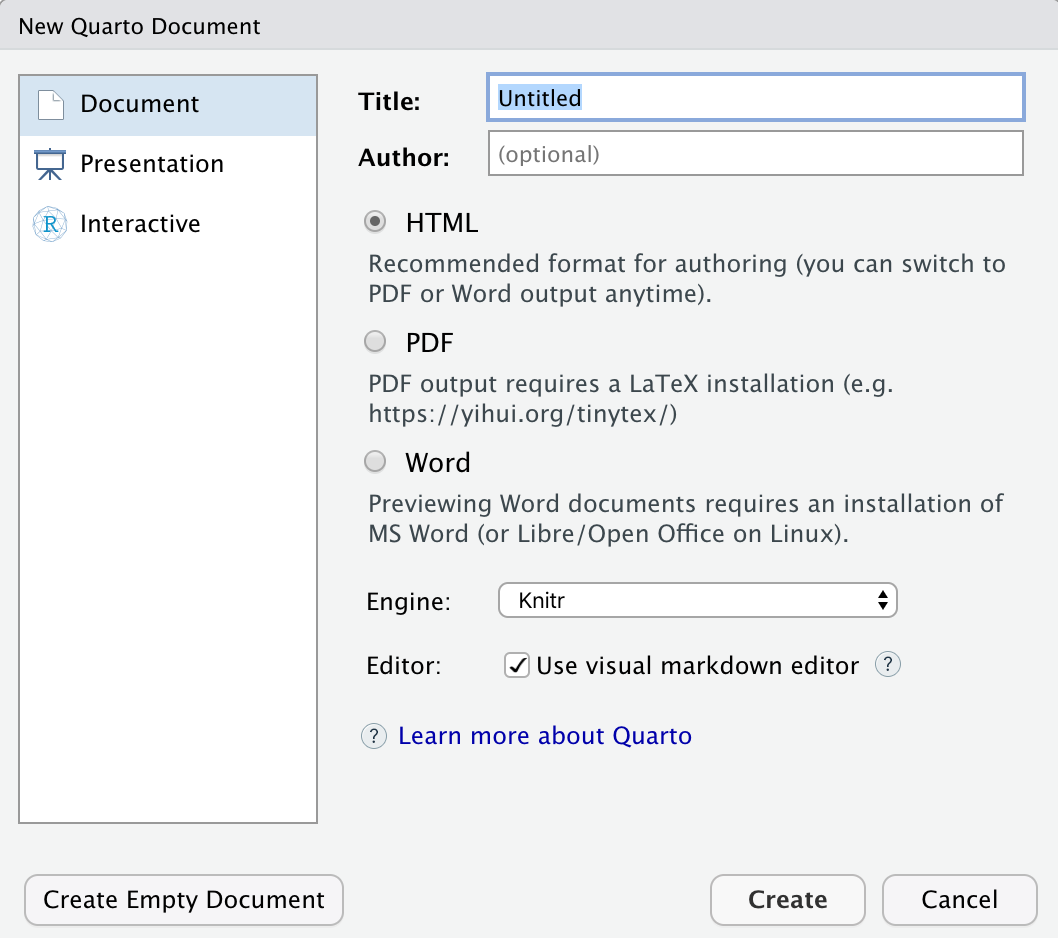 New Quarto Document
Document
Presentation
R Interactive
Title: Untitled
Author: (optional)
HTML
Recommended format for authoring (you can switch to
PDF or Word output anytime).
PDF
PDF output requires a LaTeX installation (e.g.
https://yihui.org/tinytex/)
Word
Previewing Word documents requires an installation of
MS Word (or Libre/Open Office on Linux).
Engine: Knitr
Editor: Use visual markdown editor ?
? Learn more about Quarto
Create Empty Document Create Cancel